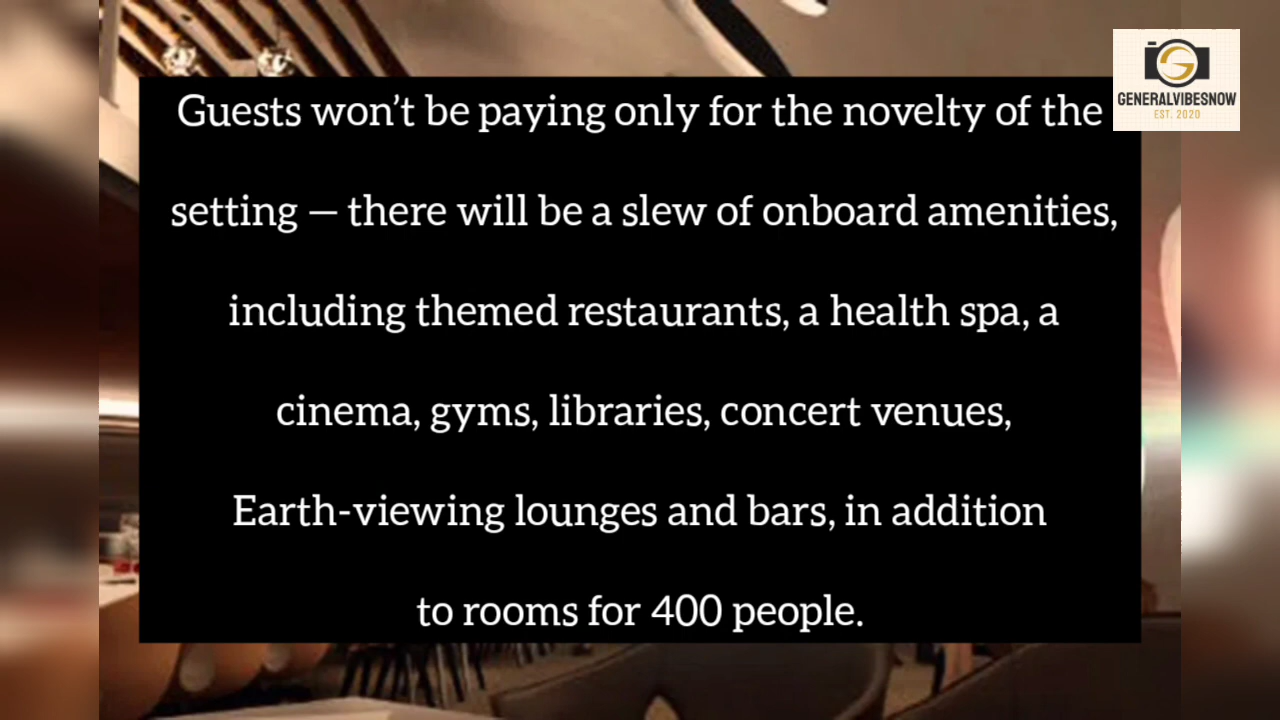 Guests won’t be paying only for the novelty of the
setting — there will be a slew of onboard amenities,
including themed restaurants, a health spa, a
cinema, gyms, libraries, concert venues,
Earth-viewing lounges and bars, in addition
to rooms for 400 people.
G
GENERALVIBESNOW
EST. 2020